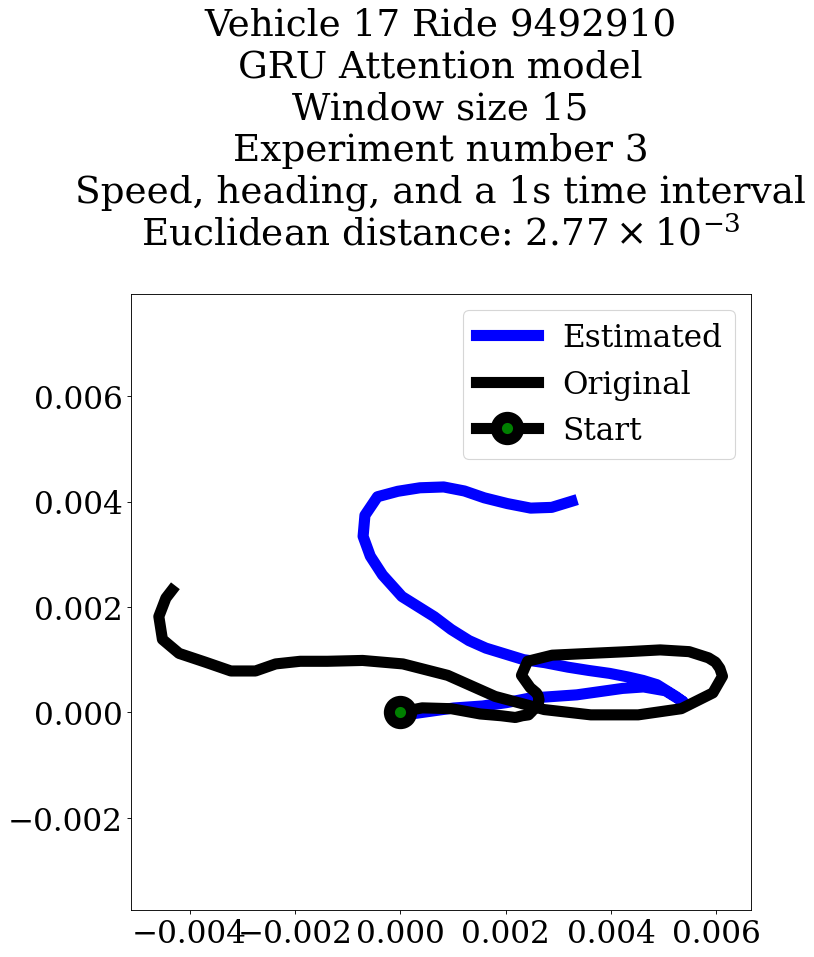 Vehicle 17 Ride 9492910
GRU Attention model
Window size 15
Experiment number 3
Speed, heading, and a 1s time interval
Euclidean distance: 2.77 × 10⁻³
Estimated
Original
Start
0.006
0.004
0.002
0.000
−0.002
−0.004 −0.002 0.000 0.002 0.004 0.006